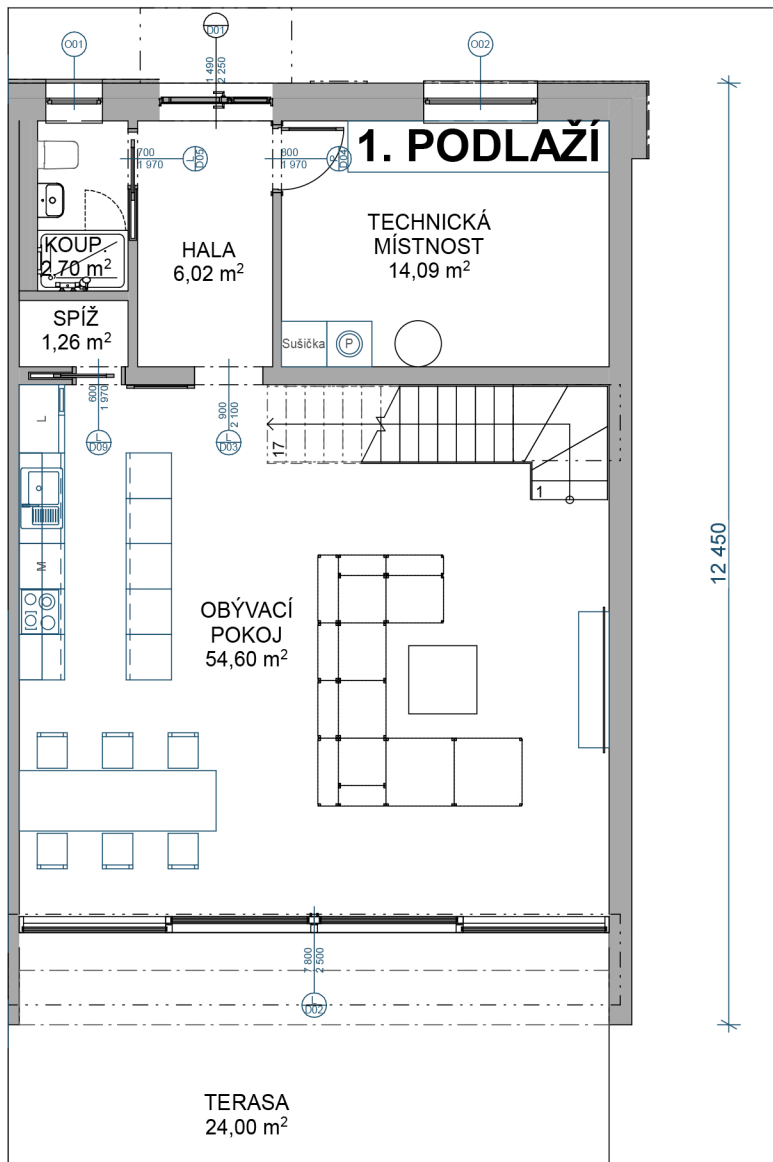 O01
D01
1 490
2 250
O02
1. PODLAŽÍ
700
1 970
L
D05
800
1 970
P
D04
TECHNICKÁ
MÍSTNOST
14,09 m²
HALA
6,02 m²
KOUP.
2,70 m²
SPÍŽ
1,26 m²
Sušička
P
600
1 970
L
D09
900
2 100
L
D03
17
1
L
M
12 450
OBÝVACÍ
POKOJ
54,60 m²
7 800
2 500
L
D02
TERASA
24,00 m²